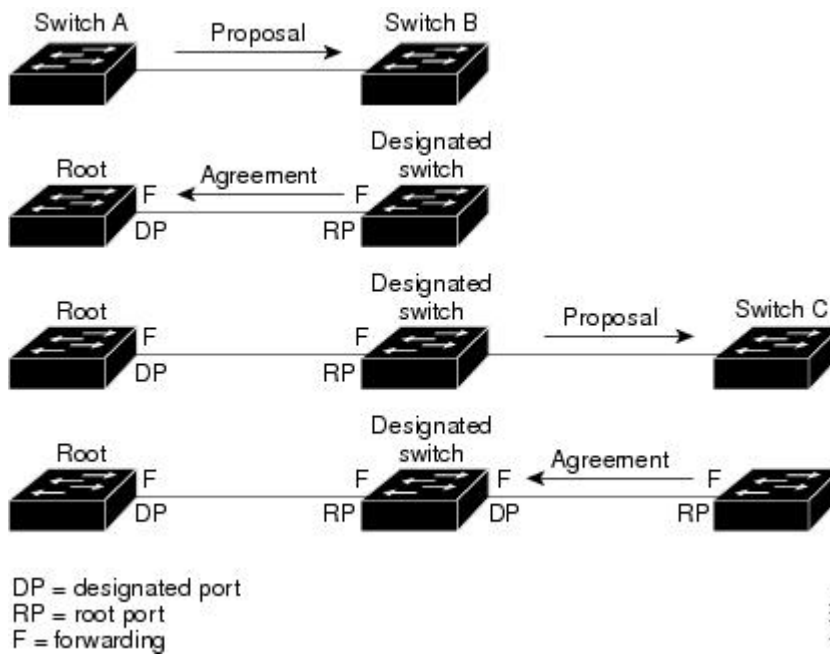 Switch A
Proposal
Switch B
Root
Agreement
Designated
switch
F
F
DP
RP
Root
Designated
switch
Proposal
Switch C
F
F
DP
RP
Root
Designated
switch
Agreement
F
F
F
F
DP
RP
DP
RP
DP = designated port
RP = root port
F = forwarding